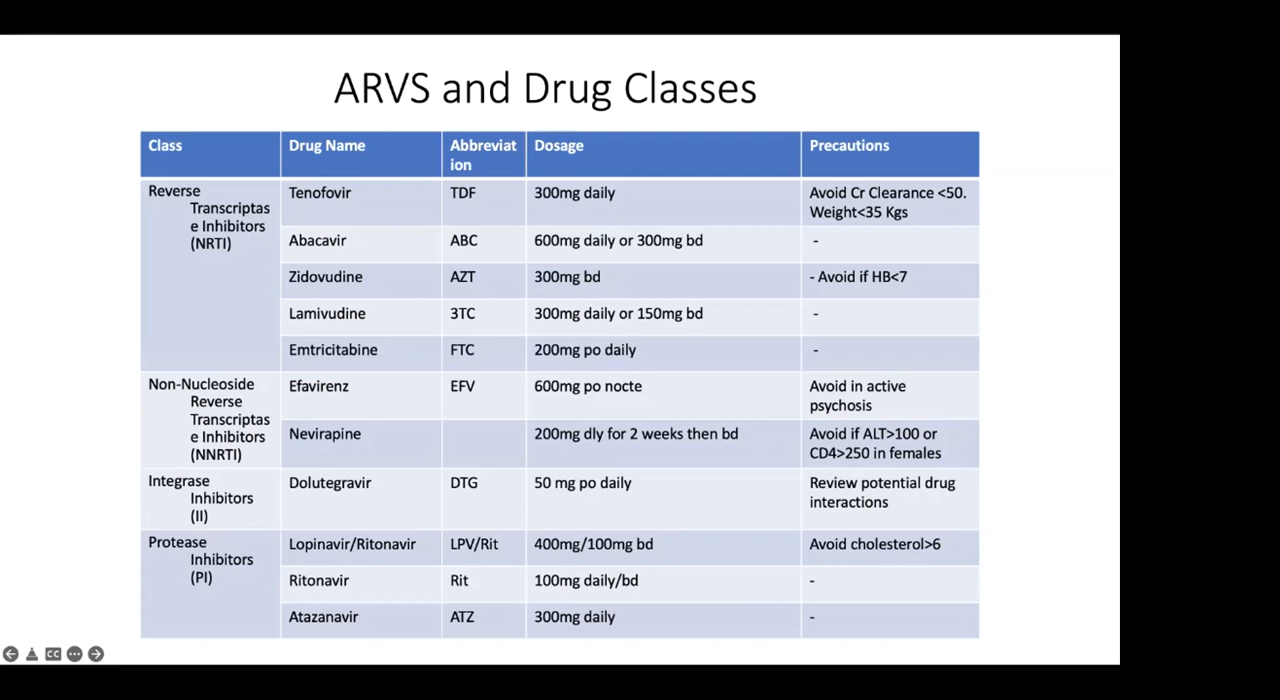 ARVS and Drug Classes
Class Drug Name Abbreviat
ion Dosage Precautions
Reverse
Transcriptas
e Inhibitors
(NRTI)
Tenofovir TDF 300mg daily Avoid Cr Clearance <50.
Weight<35 Kgs
Abacavir ABC 600mg daily or 300mg bd -
Zidovudine AZT 300mg bd - Avoid if HB<7
Lamivudine 3TC 300mg daily or 150mg bd -
Emtricitabine FTC 200mg po daily -
Non-Nucleoside
Reverse
Transcriptas
e Inhibitors
(NNRTI)
Efavirenz EFV 600mg po nocte Avoid in active
psychosis
Nevirapine 200mg dly for 2 weeks then bd Avoid if ALT>100 or
CD4>250 in females
Integrase
Inhibitors
(II)
Dolutegravir DTG 50 mg po daily Review potential drug
interactions
Protease
Inhibitors
(PI)
Lopinavir/Ritonavir LPV/Rit 400mg/100mg bd Avoid cholesterol>6
Ritonavir Rit 100mg daily/bd -
Atazanavir ATZ 300mg daily -
CC